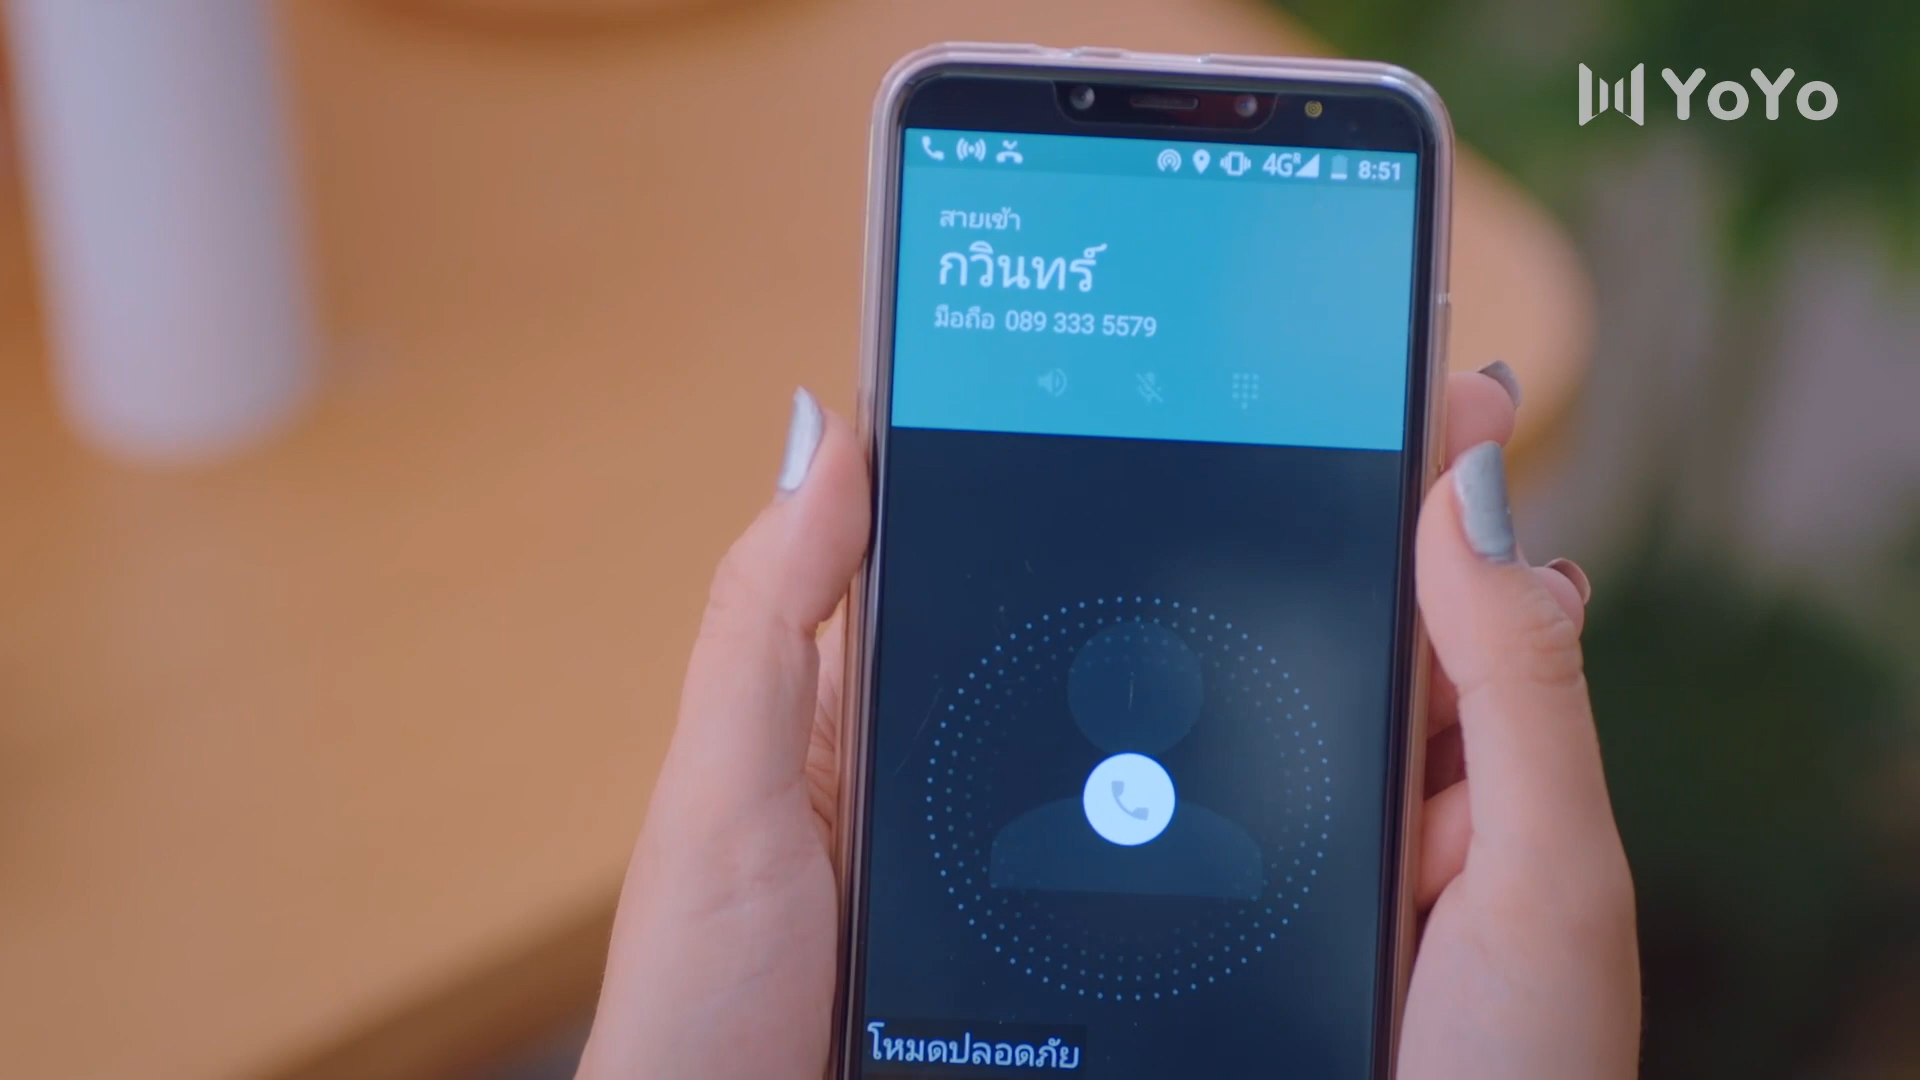 YoYo
4G R 8:51
สายเข้า
กวินทร์
มือถือ 089 333 5579
โหมดปลอดภัย